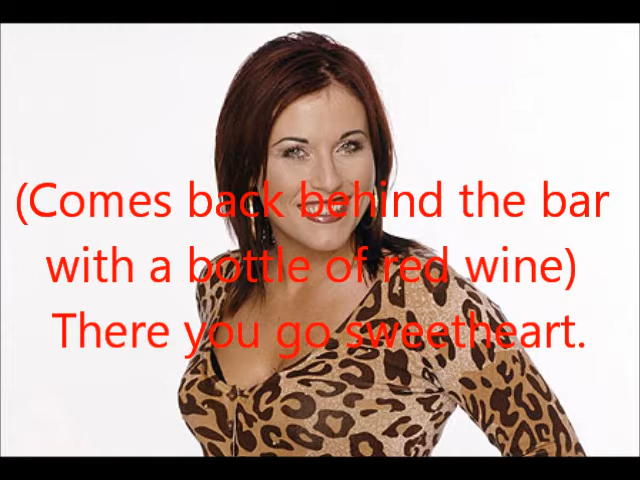 (Comes back behind the bar
with a bottle of red wine)
There you go sweetheart.